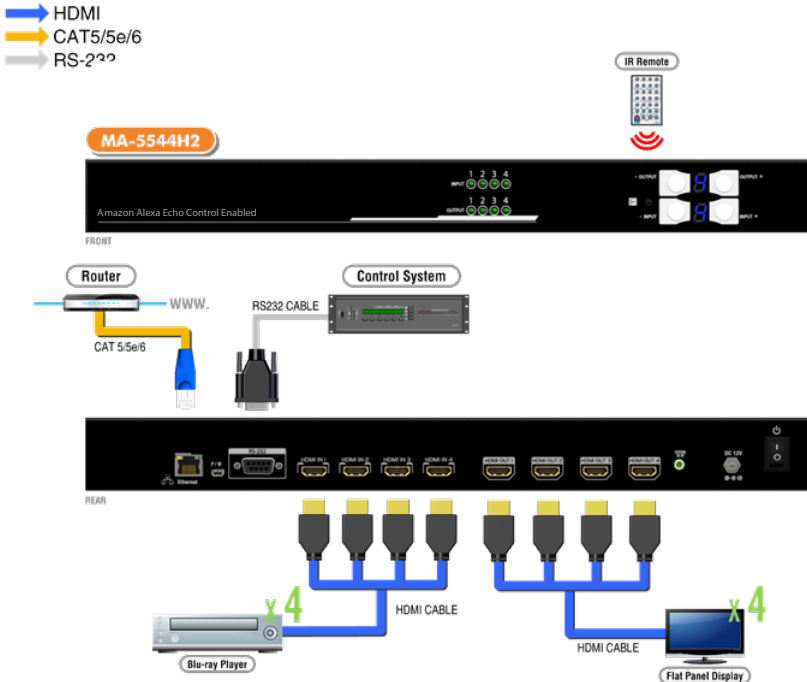 HDMI
CAT5/5e/6
RS-232
IR Remote
MA-5544H2
1 2 3 4
INPUT
1 2 3 4
OUTPUT
- OUTPUT
OUTPUT +
- INPUT
INPUT +
Amazon Alexa Echo Control Enabled
FRONT
Router
Control System
WWW.
RS232 CABLE
CAT 5/5e/6
Ethernet
F/W
RS-232
HDMI IN 1
HDMI IN 2
HDMI IN 3
HDMI IN 4
HDMI OUT 1
HDMI OUT 2
HDMI OUT 3
HDMI OUT 4
DC 12V
REAR
x 4
HDMI CABLE
Blu-ray Player
x 4
HDMI CABLE
Flat Panel Display